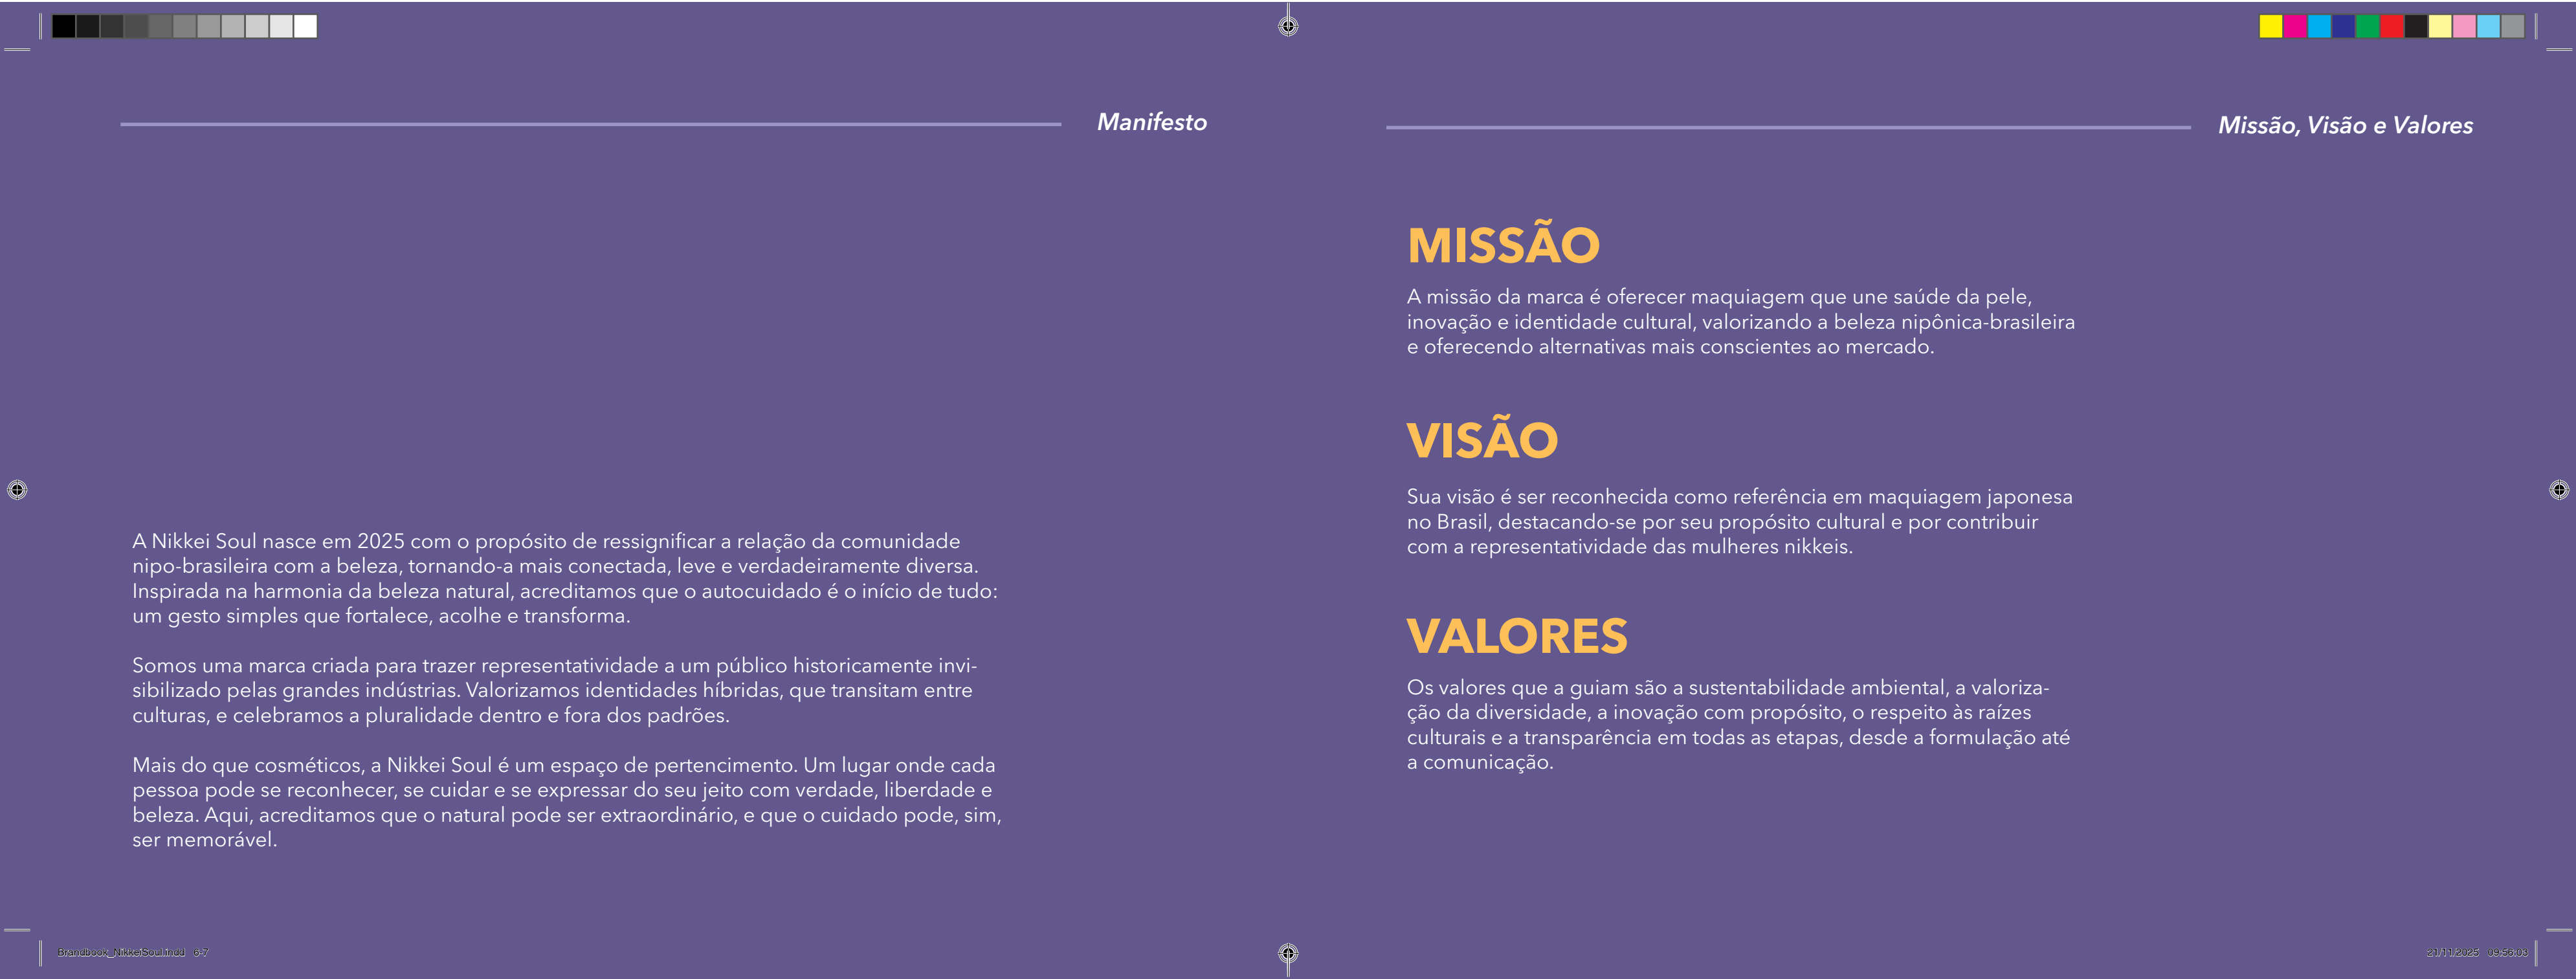 Manifesto
A Nikkei Soul nasce em 2025 com o propósito de ressignificar a relação da comunidade
nipo-brasileira com a beleza, tornando-a mais conectada, leve e verdadeiramente diversa.
Inspirada na harmonia da beleza natural, acreditamos que o autocuidado é o início de tudo:
um gesto simples que fortalece, acolhe e transforma.
Somos uma marca criada para trazer representatividade a um público historicamente invi-
sibilizado pelas grandes indústrias. Valorizamos identidades híbridas, que transitam entre
culturas, e celebramos a pluralidade dentro e fora dos padrões.
Mais do que cosméticos, a Nikkei Soul é um espaço de pertencimento. Um lugar onde cada
pessoa pode se reconhecer, se cuidar e se expressar do seu jeito com verdade, liberdade e
beleza. Aqui, acreditamos que o natural pode ser extraordinário, e que o cuidado pode, sim,
ser memorável.
Missão, Visão e Valores
MISSÃO
A missão da marca é oferecer maquiagem que une saúde da pele,
inovação e identidade cultural, valorizando a beleza nipônica-brasileira
e oferecendo alternativas mais conscientes ao mercado.
VISÃO
Sua visão é ser reconhecida como referência em maquiagem japonesa
no Brasil, destacando-se por seu propósito cultural e por contribuir
com a representatividade das mulheres nikkeis.
VALORES
Os valores que a guiam são a sustentabilidade ambiental, a valoriza-
ção da diversidade, a inovação com propósito, o respeito às raízes
culturais e a transparência em todas as etapas, desde a formulação até
a comunicação.
Brandbook_NikkeiSoul.indd 6-7
21/11/2025 09:56:03